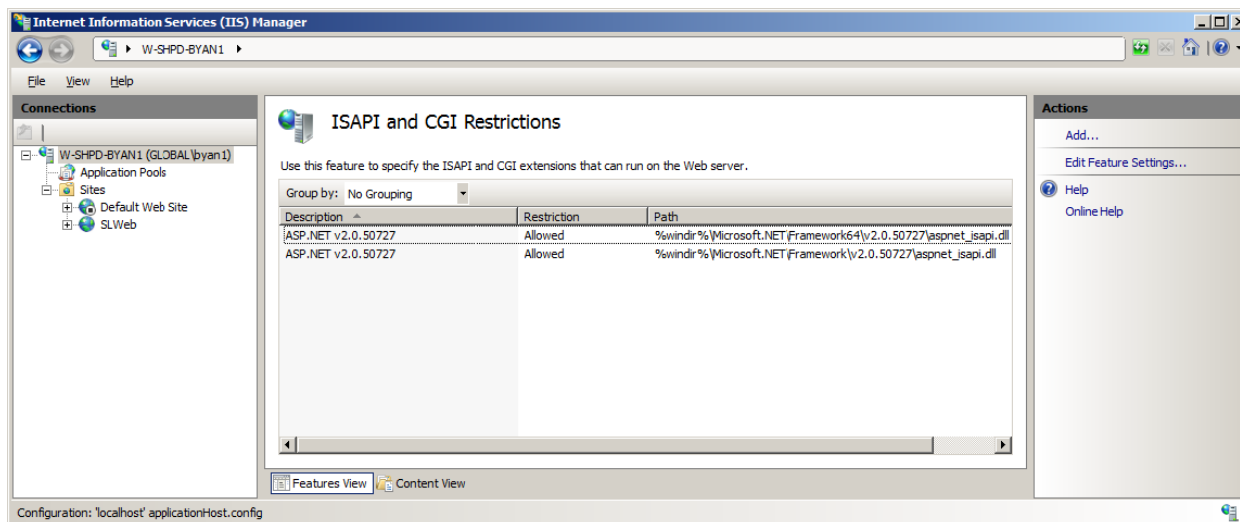 Internet Information Services (IIS) Manager
W-SHPD-BYAN1
File View Help
Connections
W-SHPD-BYAN1 (GLOBAL\byan1)
Application Pools
Sites
Default Web Site
SLWeb
ISAPI and CGI Restrictions
Use this feature to specify the ISAPI and CGI extensions that can run on the Web server.
Group by: No Grouping
Description Restriction Path
ASP.NET v2.0.50727 Allowed %windir%\Microsoft.NET\Framework64\v2.0.50727\aspnet_isapi.dll
ASP.NET v2.0.50727 Allowed %windir%\Microsoft.NET\Framework\v2.0.50727\aspnet_isapi.dll
Features View Content View
Actions
Add...
Edit Feature Settings...
Help
Online Help
Configuration: 'localhost' applicationHost.config